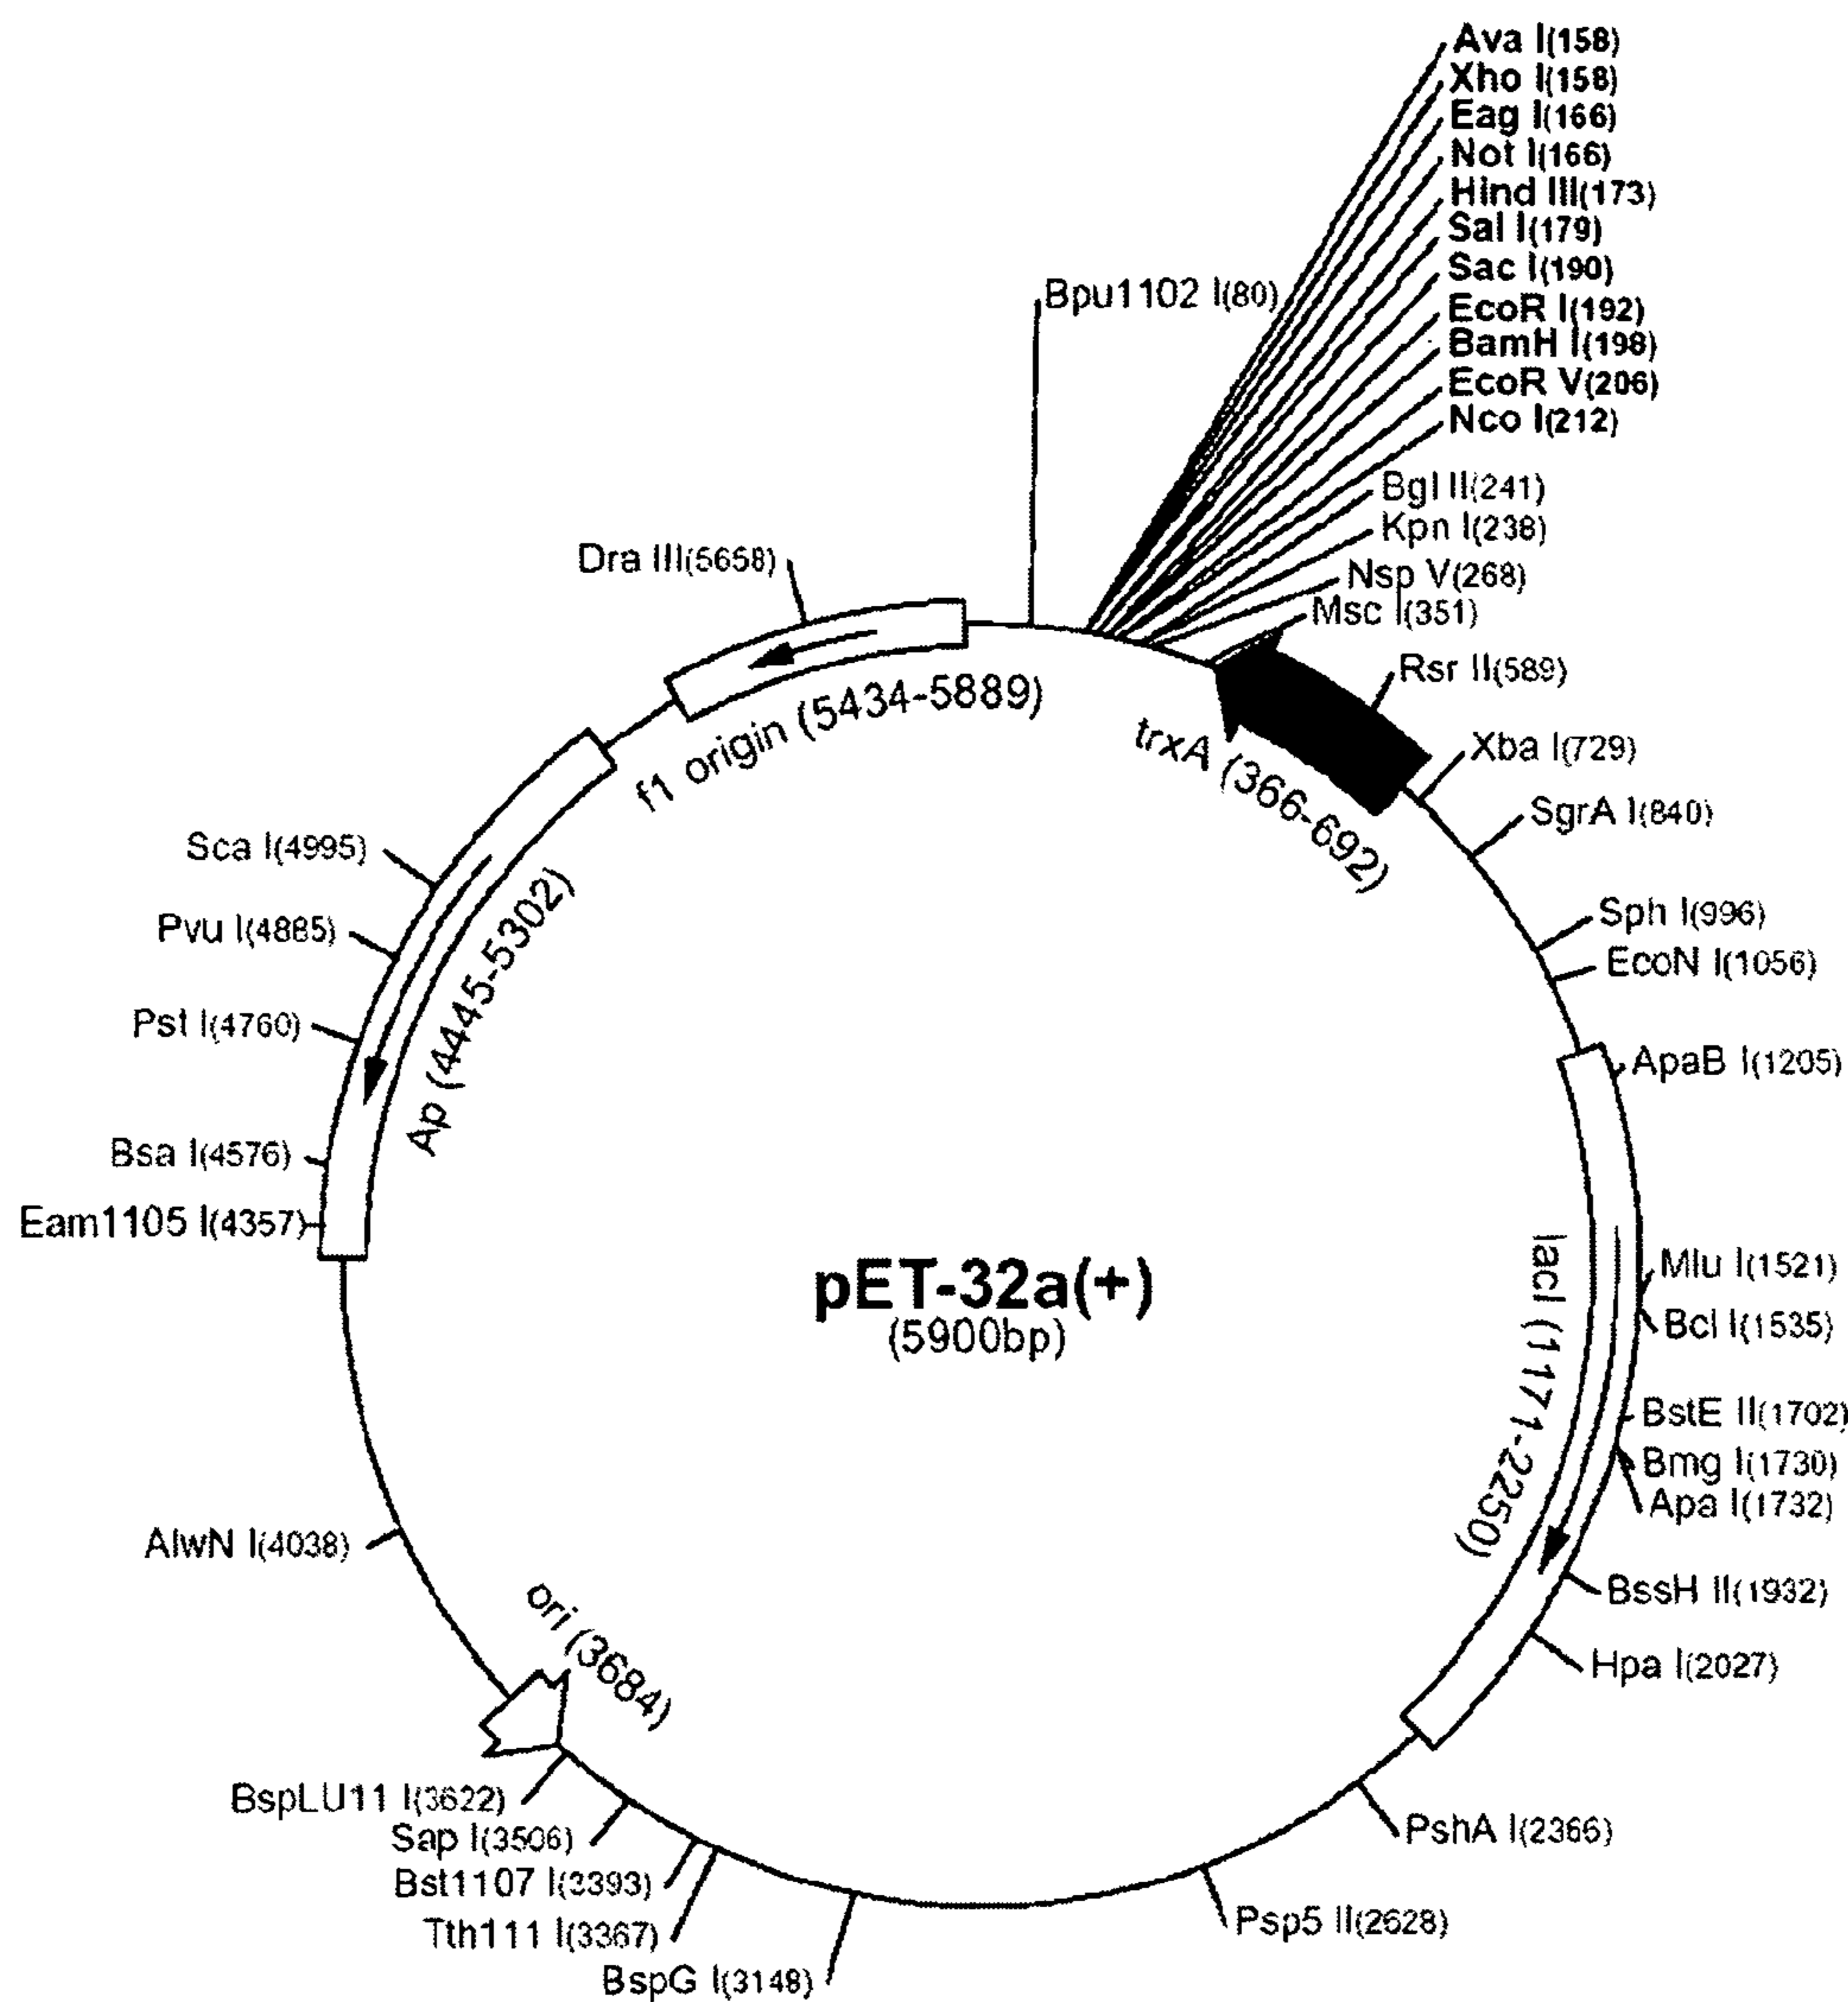 Ava I(158)
Xho I(158)
Eag I(166)
Not I(166)
Hind III(173)
Sal I(179)
Sac I(190)
EcoR I(192)
BamH I(198)
EcoR V(206)
Nco I(212)
Bpu1102 I(80)
Bgl II(241)
Kpn I(238)
Nsp V(268)
Msc I(351)
Dra III(5658)
Rsr II(589)
Xba I(729)
SgrA I(840)
Sph I(996)
EcoN I(1056)
ApaB I(1205)
Mlu I(1521)
Bcl I(1535)
BstE II(1702)
Bmg I(1730)
Apa I(1732)
BssH II(1932)
Hpa I(2027)
PshA I(2366)
Psp5 II(2628)
BspG I(3148)
Tth111 I(3367)
Bst1107 I(3393)
Sap I(3506)
BspLU11 I(3622)
AlwN I(4038)
Eam1105 I(4357)
Bsa I(4576)
Pst I(4760)
Pvu I(4885)
Sca I(4995)
f1 origin (5434-5889)
trxA (366-692)
Ap (4445-5302)
lacI (1171-2250)
ori (3684)
pET-32a(+)
(5900bp)